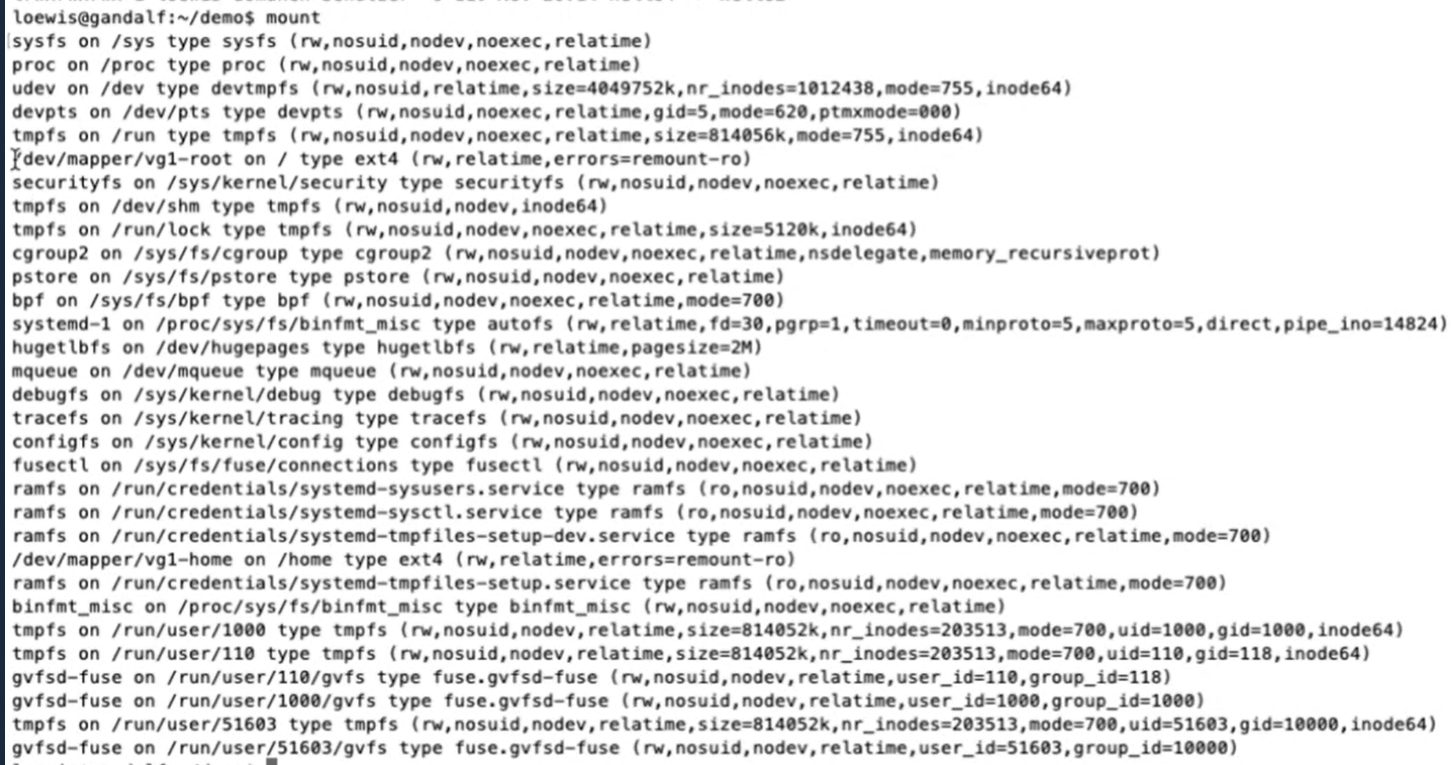 loewis@gandalf:~/demo$ mount
sysfs on /sys type sysfs (rw,nosuid,nodev,noexec,relatime)
proc on /proc type proc (rw,nosuid,nodev,noexec,relatime)
udev on /dev type devtmpfs (rw,nosuid,relatime,size=4049752k,nr_inodes=1012438,mode=755,inode64)
devpts on /dev/pts type devpts (rw,nosuid,noexec,relatime,gid=5,mode=620,ptmxmode=000)
tmpfs on /run type tmpfs (rw,nosuid,nodev,noexec,relatime,size=814056k,mode=755,inode64)
/dev/mapper/vg1-root on / type ext4 (rw,relatime,errors=remount-ro)
securityfs on /sys/kernel/security type securityfs (rw,nosuid,nodev,noexec,relatime)
tmpfs on /dev/shm type tmpfs (rw,nosuid,nodev,inode64)
tmpfs on /run/lock type tmpfs (rw,nosuid,nodev,noexec,relatime,size=5120k,inode64)
cgroup2 on /sys/fs/cgroup type cgroup2 (rw,nosuid,nodev,noexec,relatime,nsdelegate,memory_recursiveprot)
pstore on /sys/fs/pstore type pstore (rw,nosuid,nodev,noexec,relatime)
bpf on /sys/fs/bpf type bpf (rw,nosuid,nodev,noexec,relatime,mode=700)
systemd-1 on /proc/sys/fs/binfmt_misc type autofs (rw,relatime,fd=30,pgrp=1,timeout=0,minproto=5,maxproto=5,direct,pipe_ino=14824)
hugetlbfs on /dev/hugepages type hugetlbfs (rw,relatime,pagesize=2M)
mqueue on /dev/mqueue type mqueue (rw,nosuid,nodev,noexec,relatime)
debugfs on /sys/kernel/debug type debugfs (rw,nosuid,nodev,noexec,relatime)
tracefs on /sys/kernel/tracing type tracefs (rw,nosuid,nodev,noexec,relatime)
configfs on /sys/kernel/config type configfs (rw,nosuid,nodev,noexec,relatime)
fusectl on /sys/fs/fuse/connections type fusectl (rw,nosuid,nodev,noexec,relatime)
ramfs on /run/credentials/systemd-sysusers.service type ramfs (ro,nosuid,nodev,noexec,relatime,mode=700)
ramfs on /run/credentials/systemd-sysctl.service type ramfs (ro,nosuid,nodev,noexec,relatime,mode=700)
ramfs on /run/credentials/systemd-tmpfiles-setup-dev.service type ramfs (ro,nosuid,nodev,noexec,relatime,mode=700)
/dev/mapper/vg1-home on /home type ext4 (rw,relatime,errors=remount-ro)
ramfs on /run/credentials/systemd-tmpfiles-setup.service type ramfs (ro,nosuid,nodev,noexec,relatime,mode=700)
binfmt_misc on /proc/sys/fs/binfmt_misc type binfmt_misc (rw,nosuid,nodev,noexec,relatime)
tmpfs on /run/user/1000 type tmpfs (rw,nosuid,nodev,relatime,size=814052k,nr_inodes=203513,mode=700,uid=1000,gid=1000,inode64)
tmpfs on /run/user/110 type tmpfs (rw,nosuid,nodev,relatime,size=814052k,nr_inodes=203513,mode=700,uid=110,gid=118,inode64)
gvfsd-fuse on /run/user/110/gvfs type fuse.gvfsd-fuse (rw,nosuid,nodev,relatime,user_id=110,group_id=118)
gvfsd-fuse on /run/user/1000/gvfs type fuse.gvfsd-fuse (rw,nosuid,nodev,relatime,user_id=1000,group_id=1000)
tmpfs on /run/user/51603 type tmpfs (rw,nosuid,nodev,relatime,size=814052k,nr_inodes=203513,mode=700,uid=51603,gid=10000,inode64)
gvfsd-fuse on /run/user/51603/gvfs type fuse.gvfsd-fuse (rw,nosuid,nodev,relatime,user_id=51603,group_id=10000)